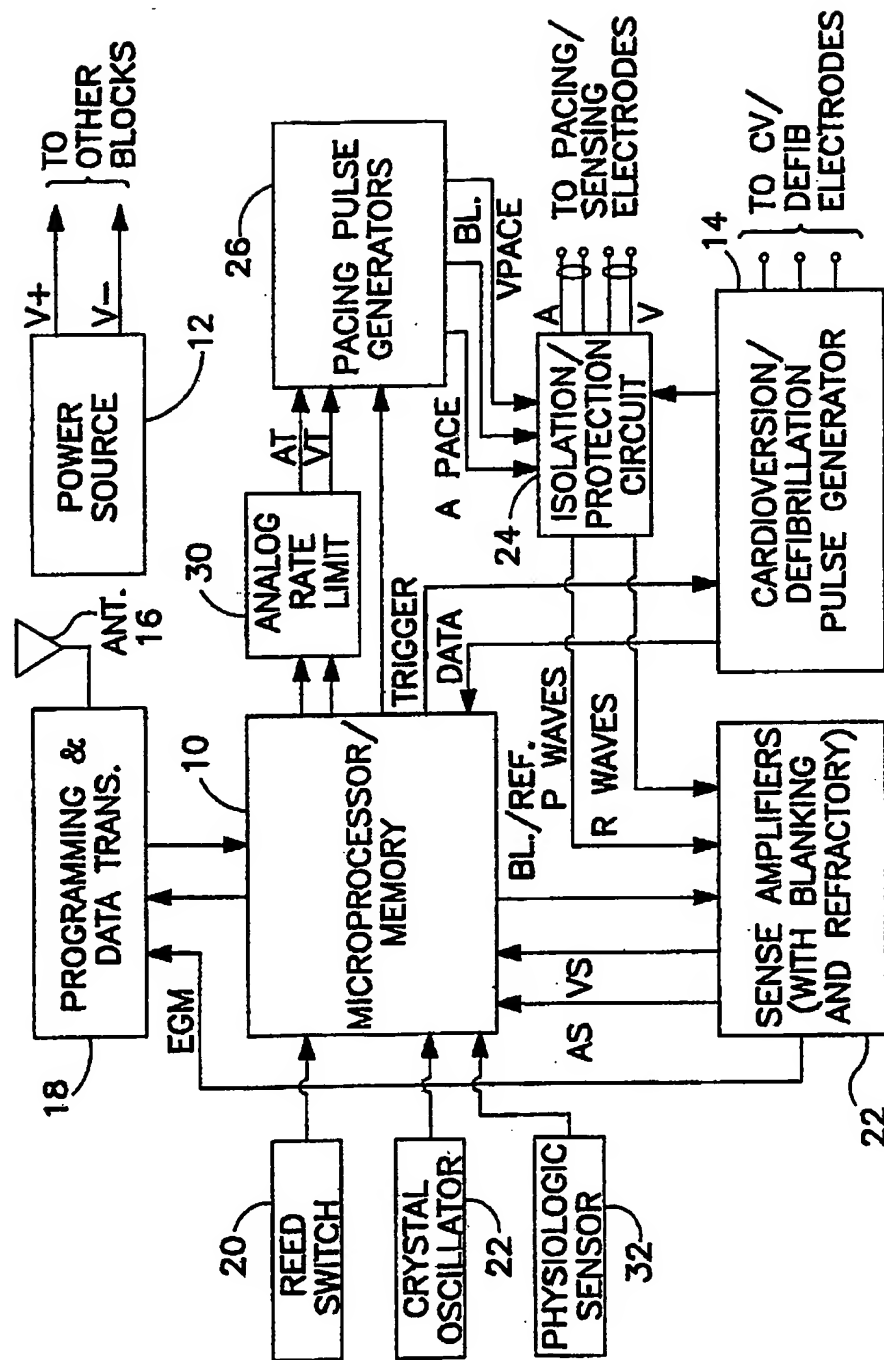 PROGRAMMING &
DATA TRANS.
18
ANT.
16
POWER
SOURCE
12
V+
V-
TO
OTHER
BLOCKS
EGM
10
MICROPROCESSOR/
MEMORY
30
ANALOG
RATE
LIMIT
AT
VT
26
PACING PULSE
GENERATORS
TRIGGER
DATA
A PACE
BL.
VPACE
20
REED
SWITCH
CRYSTAL
OSCILLATOR
22
PHYSIOLOGIC
SENSOR
32
AS
VS
BL./REF.
P WAVES
R WAVES
24
ISOLATION/
PROTECTION
CIRCUIT
A
V
TO PACING/
SENSING
ELECTRODES
SENSE AMPLIFIERS
(WITH BLANKING
AND REFRACTORY)
22
CARDIOVERSION/
DEFIBRILLATION
PULSE GENERATOR
14
TO CV/
DEFIB
ELECTRODES